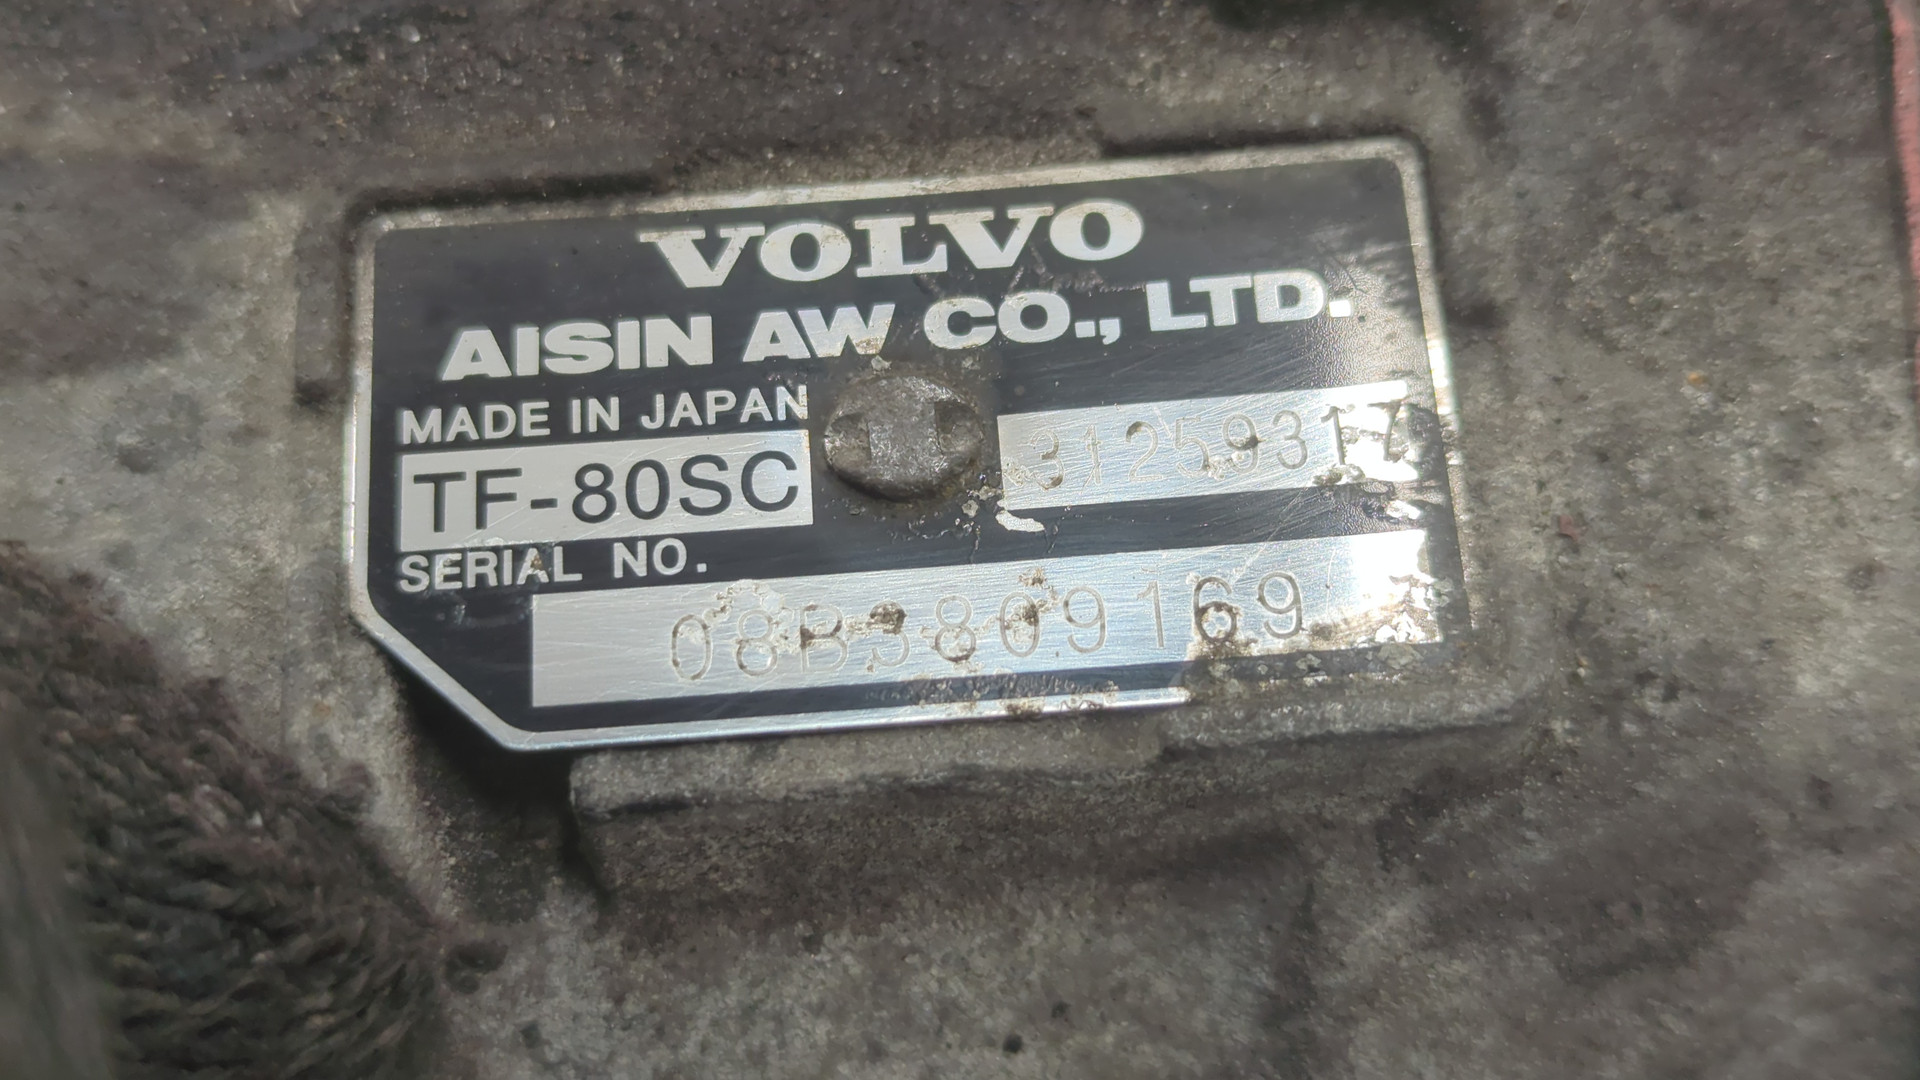 VOLVO
AISIN AW CO., LTD.
MADE IN JAPAN
TF-80SC
31259317
SERIAL NO.
08B3809169